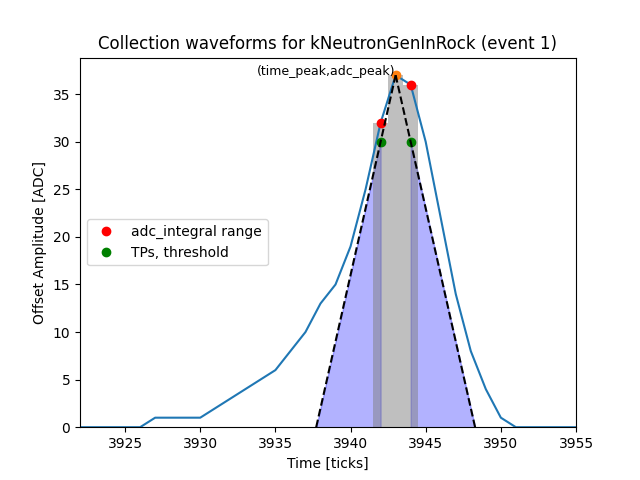 Collection waveforms for kNeutronGenInRock (event 1)
(time_peak,adc_peak)
35
30
25
20
15
10
5
0
Offset Amplitude [ADC]
adc_integral range
TPs, threshold
3925
3930
3935
3940
3945
3950
3955
Time [ticks]